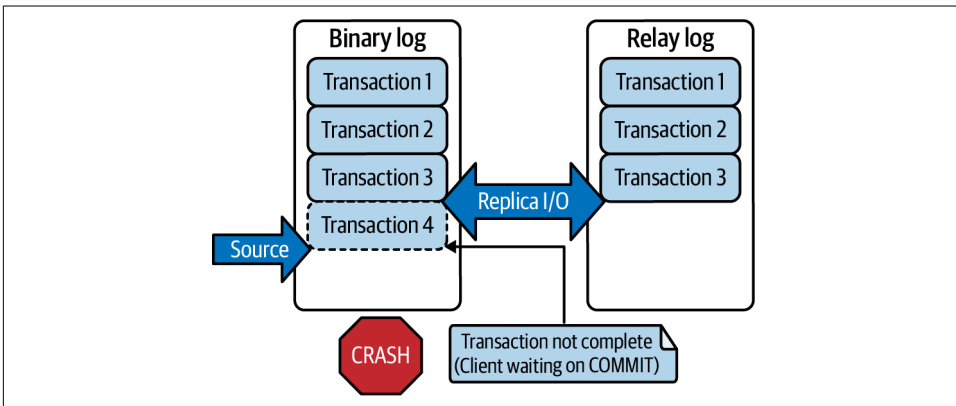 Binary log
Transaction 1
Transaction 2
Transaction 3
Transaction 4
Source
Replica I/O
Relay log
Transaction 1
Transaction 2
Transaction 3
CRASH
Transaction not complete
(Client waiting on COMMIT)